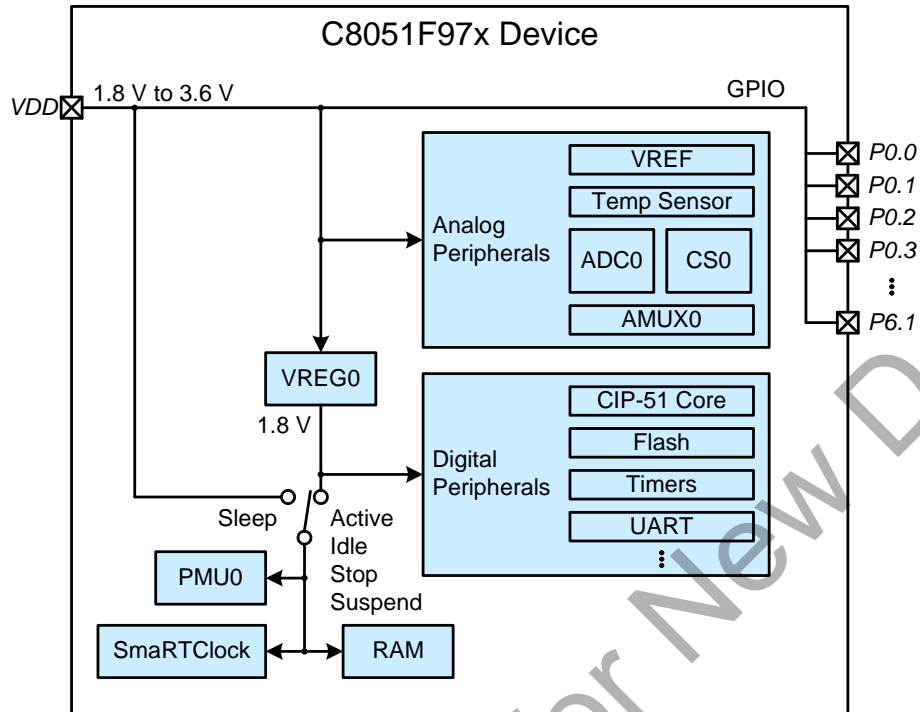 C8051F97x Device
VDD
1.8 V to 3.6 V
GPIO
P0.0
P0.1
P0.2
P0.3
P6.1
Analog
Peripherals
VREF
Temp Sensor
ADC0
CS0
AMUX0
VREG0
1.8 V
Digital
Peripherals
CIP-51 Core
Flash
Timers
UART
Sleep
Active
Idle
Stop
Suspend
PMU0
SmaRTClock
RAM
for New D